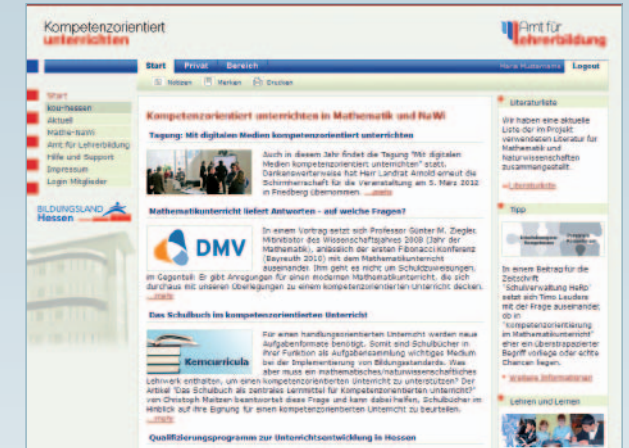 Kompetenzorientiert
unterrichten
Amt für
Lehrerbildung
Start Privat Bereich
Logout
Notizen Merken Drucken
Start
kou-hessen
Aktuell
Mathe-NaWi
Amt für Lehrerbildung
Hilfe und Support
Impressum
Login Mitglieder
BILDUNGSLAND
Hessen
Kompetenzorientiert unterrichten in Mathematik und NaWi
Tagung: Mit digitalen Medien kompetenzorientiert unterrichten
Auch in diesem Jahr findet die Tagung "Mit digitalen
Medien kompetenzorientiert unterrichten" statt.
Dankenswerterweise hat Herr Landrat Arnold erneut die
Schirmherrschaft für die Veranstaltung am 5. März 2012
in Friedberg übernommen. ...mehr
Mathematikunterricht liefert Antworten - auf welche Fragen?
DMV
In einem Vortrag setzt sich Professor Günter M. Ziegler,
Mitinitiator des Wissenschaftsjahres 2008 (Jahr der
Mathematik), anlässlich der ersten Fibonacci Konferenz
(Bayreuth 2010) mit dem Mathematikunterricht
auseinander. Ihm geht es nicht um Schuldzuweisungen,
im Gegenteil: Er gibt Anregungen für einen modernen Mathematikunterricht, die sich
durchaus mit unseren Überlegungen zu einem kompetenzorientierten Unterricht decken.
...mehr
Das Schulbuch im kompetenzorientierten Unterricht
Kerncurricula
Für einen handlungsorientierten Unterricht werden neue
Aufgabenformate benötigt. Somit sind Schulbücher in
ihrer Funktion als Aufgabensammlung wichtiges Medium
bei der Implementierung von Bildungsstandards. Was
aber muss ein mathematisches/naturwissenschaftliches
Lehrwerk enthalten, um einen kompetenzorientierten Unterricht zu unterstützen? Der
Artikel "Das Schulbuch als zentrales Lernmittel für Kompetenzorientierten Unterricht?"
von Christoph Maitzen beantwortet diese Frage und kann dabei helfen, Schulbücher im
Hinblick auf ihre Eignung für einen kompetenzorientierten Unterricht zu beurteilen.
...mehr
Qualifizierungsprogramm zur Unterrichtsentwicklung in Hessen
Literaturliste
Wir haben eine aktuelle
Liste der im Projekt
verwendeten Literatur für
Mathematik und
Naturwissenschaften
zusammengestellt.
Literaturliste
Tipp
In einem Beitrag für die
Zeitschrift
"Schulverwaltung HeRp"
setzt sich Timo Leuders
mit der Frage auseinander,
ob in
"Kompetenzorientierung
im Mathematikunterricht"
eher ein überstrapazierter
Begriff vorliege oder echte
Chancen liegen.
weitere Informationen
Lehren und Lernen